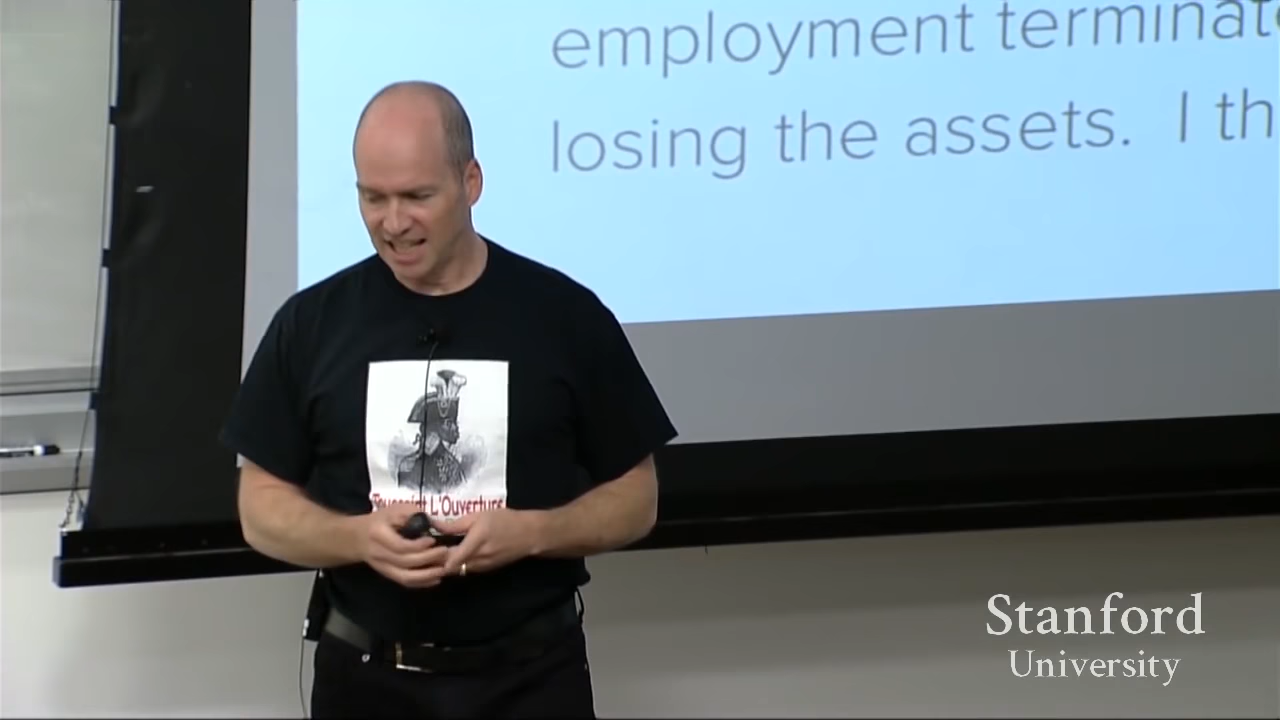 employment terminat
losing the assets.  I th
Toussaint L'Ouverture
Stanford
University